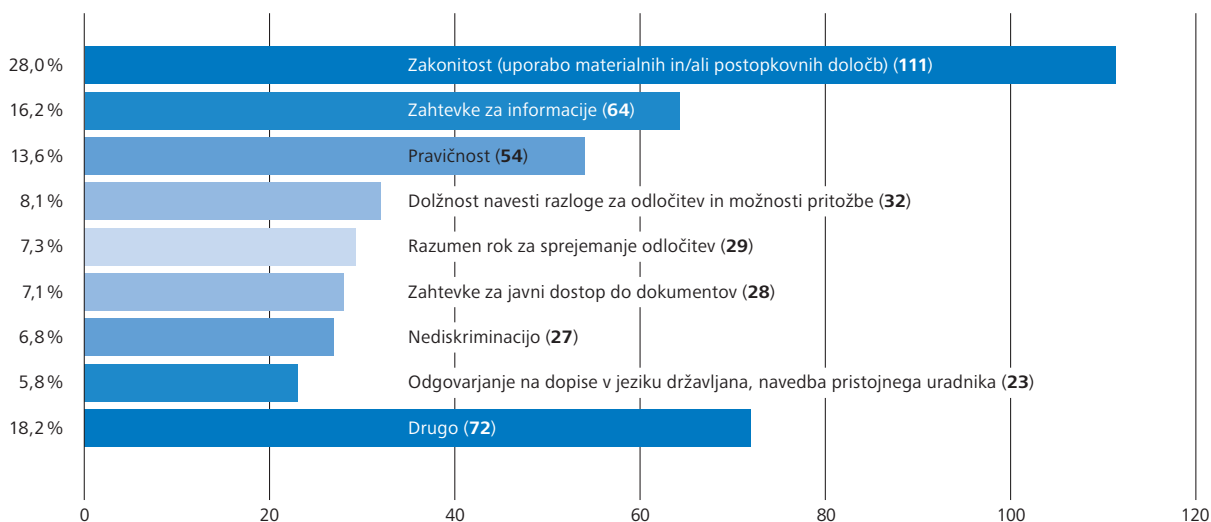 28,0 % Zakonitost (uporabo materialnih in/ali postopkovnih določb) (111)
16,2 % Zahtevke za informacije (64)
13,6 % Pravičnost (54)
8,1 % Dolžnost navesti razloge za odločitev in možnosti pritožbe (32)
7,3 % Razumen rok za sprejemanje odločitev (29)
7,1 % Zahtevke za javni dostop do dokumentov (28)
6,8 % Nediskriminacijo (27)
5,8 % Odgovarjanje na dopise v jeziku državljana, navedba pristojnega uradnika (23)
18,2 % Drugo (72)
0 20 40 60 80 100 120